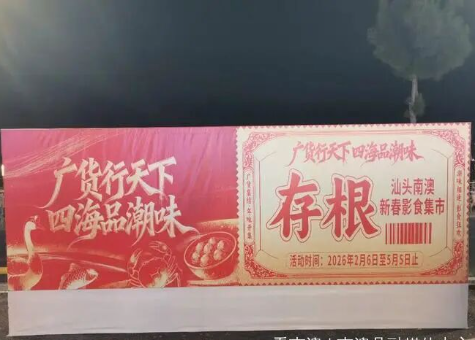 广货行天下
四海品潮味
广货行天下 四海品潮味
存根
汕头南澳
新春影食集市
活动时间：2026年2月6日至5月5日止